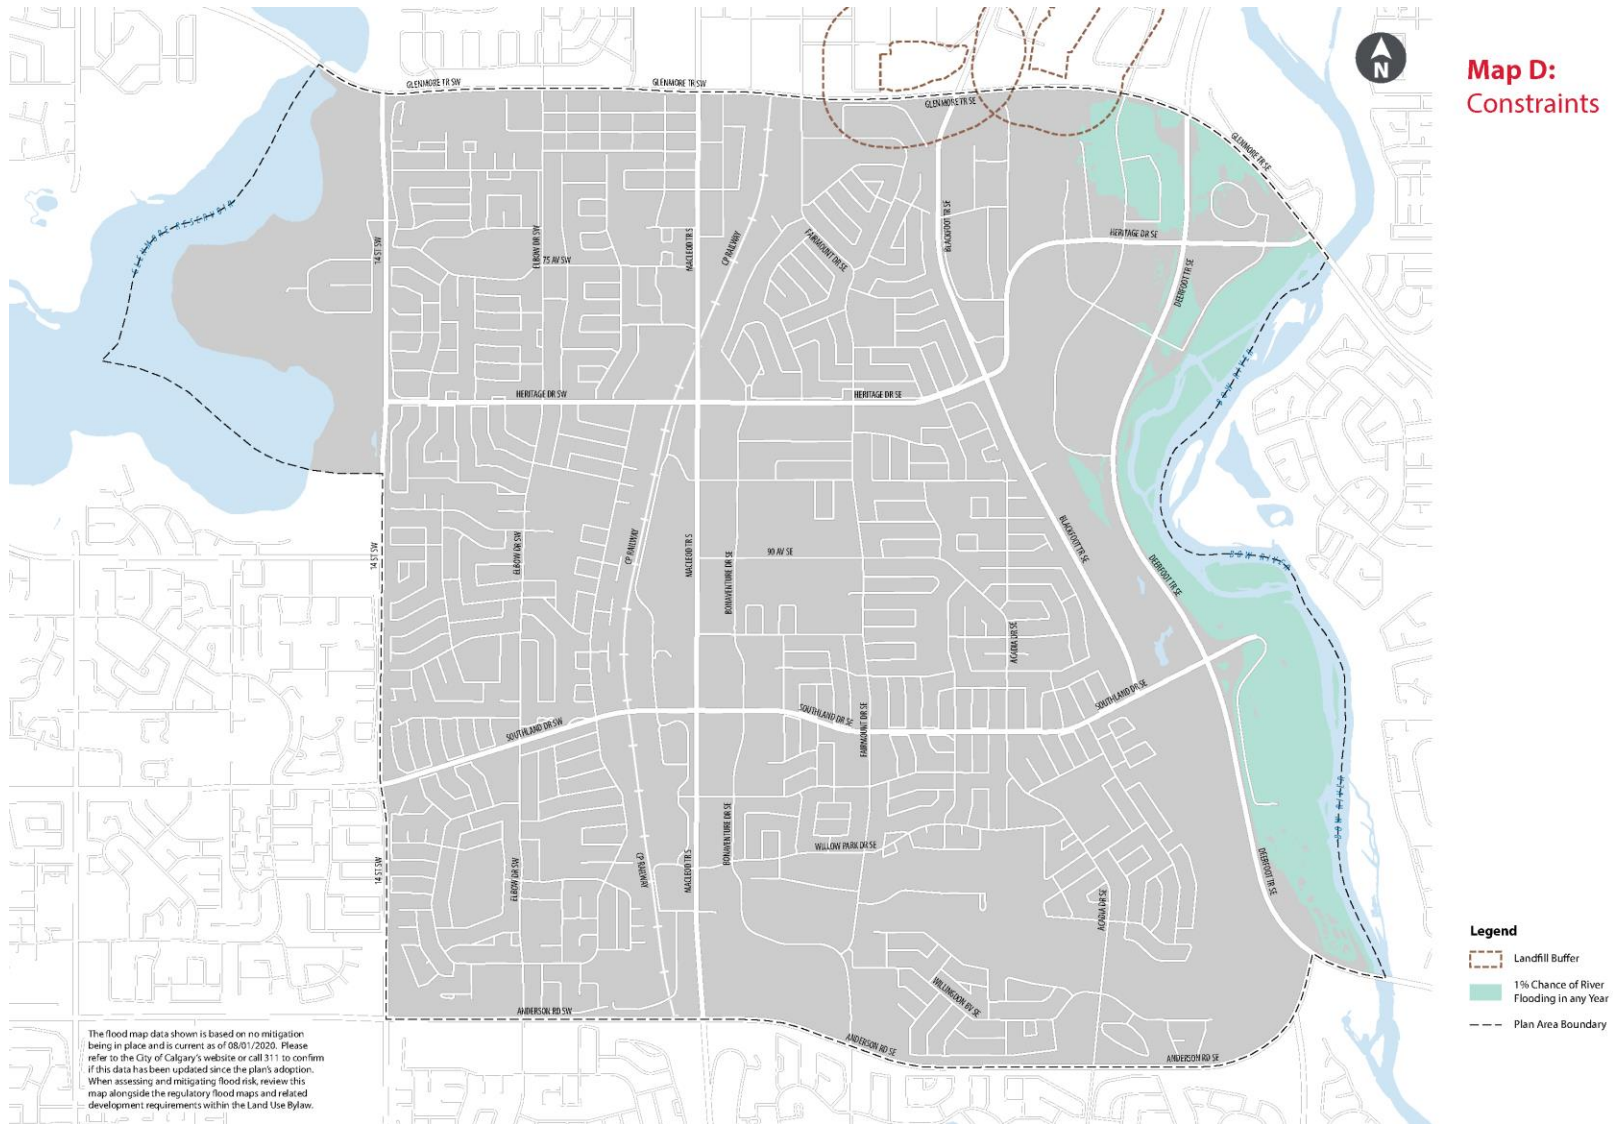 Map D:
Constraints
N
GLENMORE TR SW
GLENMORE TR SW
GLENMORE TR SE
GLENMORE TR SE
GLENMORE RESERVOIR
14 ST SW
ELBOW DR SW
75 AV SW
MACLEOD TR S
CP RAILWAY
FAIRMOUNT DR SE
BLACKFOOT TR SE
HERITAGE DR SE
DEERFOOT TR SE
BOW RIVER
HERITAGE DR SW
HERITAGE DR SE
14 ST SW
ELBOW DR SW
CP RAILWAY
MACLEOD TR S
BONAVENTURE DR SE
90 AV SE
BLACKFOOT TR SE
DEERFOOT TR SE
BOW RIVER
ACADIA DR SE
SOUTHLAND DR SW
SOUTHLAND DR SE
FAIRMOUNT DR SE
SOUTHLAND DR SE
BOW RIVER
14 ST SW
ELBOW DR SW
CP RAILWAY
MACLEOD TR S
BONAVENTURE DR SE
WILLOW PARK DR SE
ACADIA DR SE
DEERFOOT TR SE
WILLINGDON BV SE
ANDERSON RD SW
ANDERSON RD SE
ANDERSON RD SE
Legend
Landfill Buffer
1% Chance of River
Flooding in any Year
Plan Area Boundary
The flood map data shown is based on no mitigation
being in place and is current as of 08/01/2020. Please
refer to the City of Calgary's website or call 311 to confirm
if this data has been updated since the plan's adoption.
When assessing and mitigating flood risk, review this
map alongside the regulatory flood maps and related
development requirements within the Land Use Bylaw.